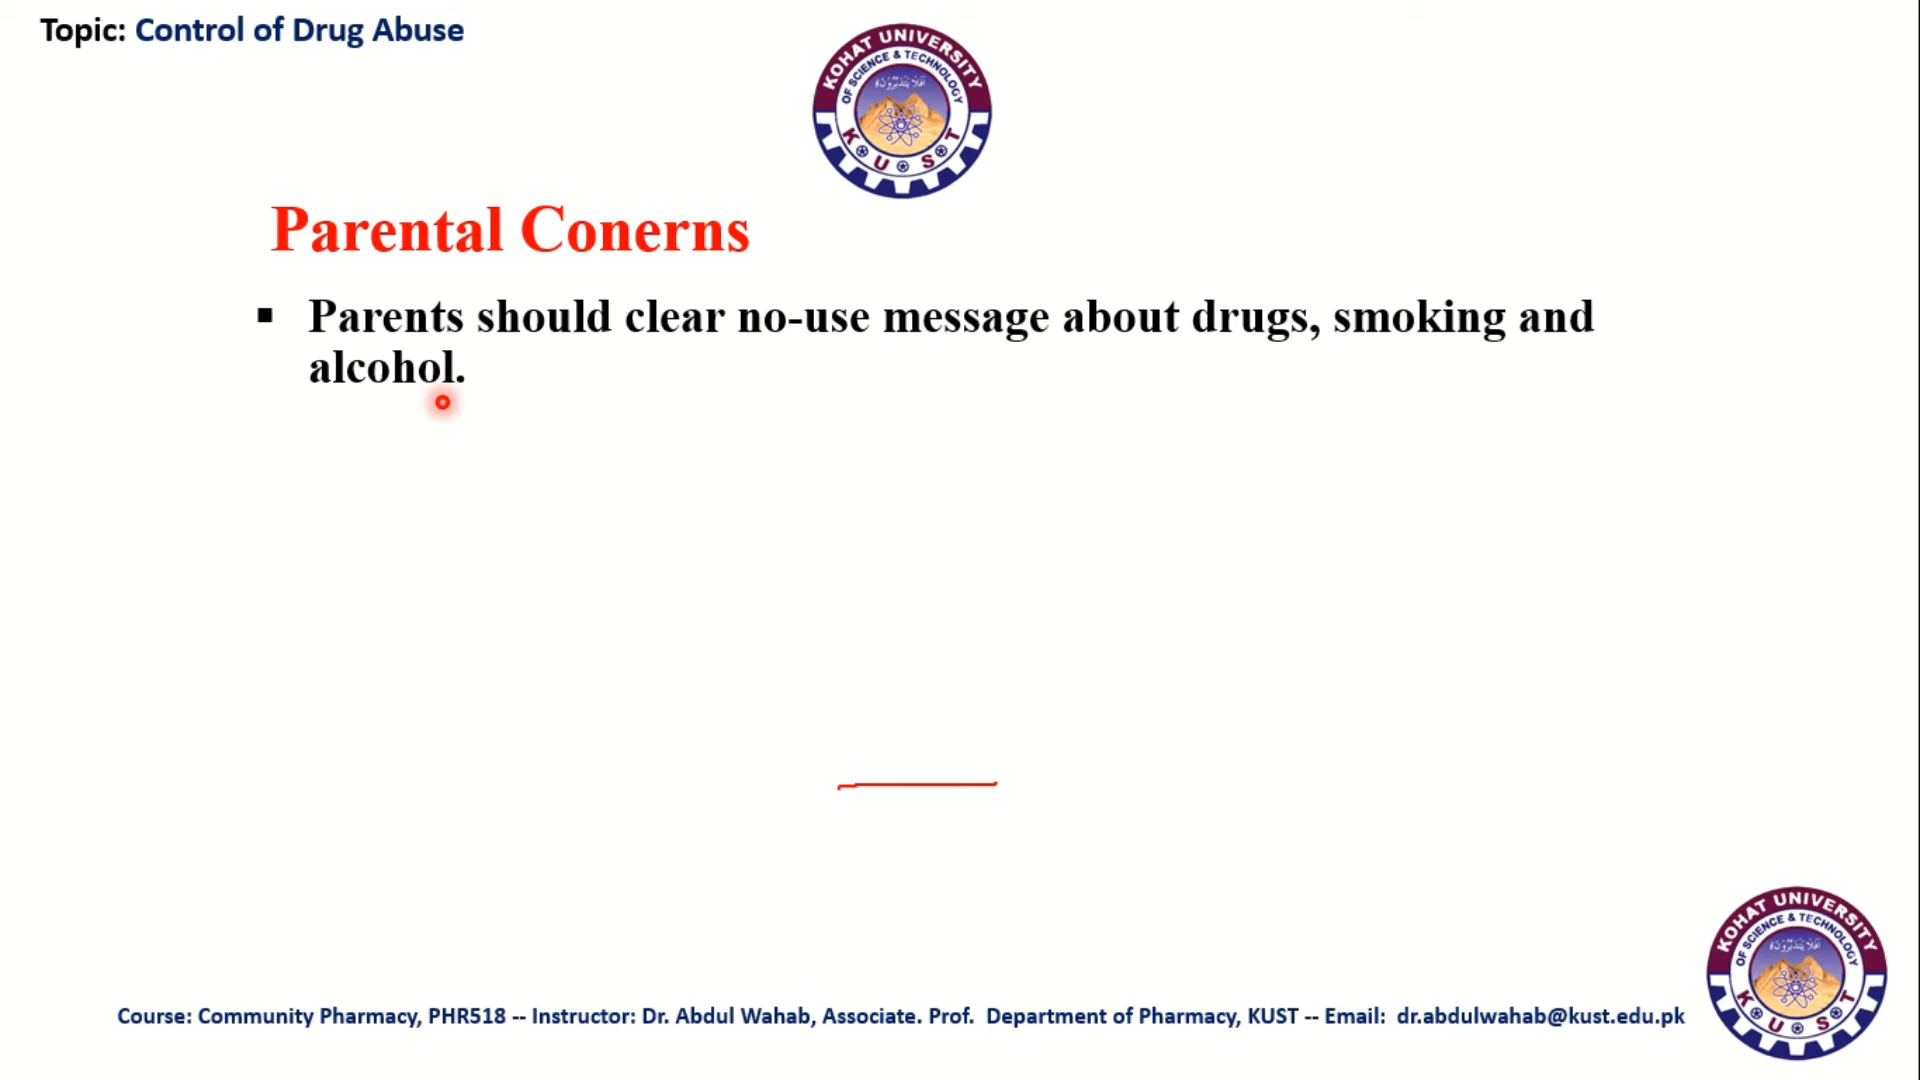 Topic: Control of Drug Abuse
KOHAT UNIVERSITY
OF SCIENCE & TECHNOLOGY
K U S T
Parental Conerns
▪ Parents should clear no-use message about drugs, smoking and
alcohol.
KOHAT UNIVERSITY
OF SCIENCE & TECHNOLOGY
K U S T
Course: Community Pharmacy, PHR518 -- Instructor: Dr. Abdul Wahab, Associate. Prof. Department of Pharmacy, KUST -- Email: dr.abdulwahab@kust.edu.pk